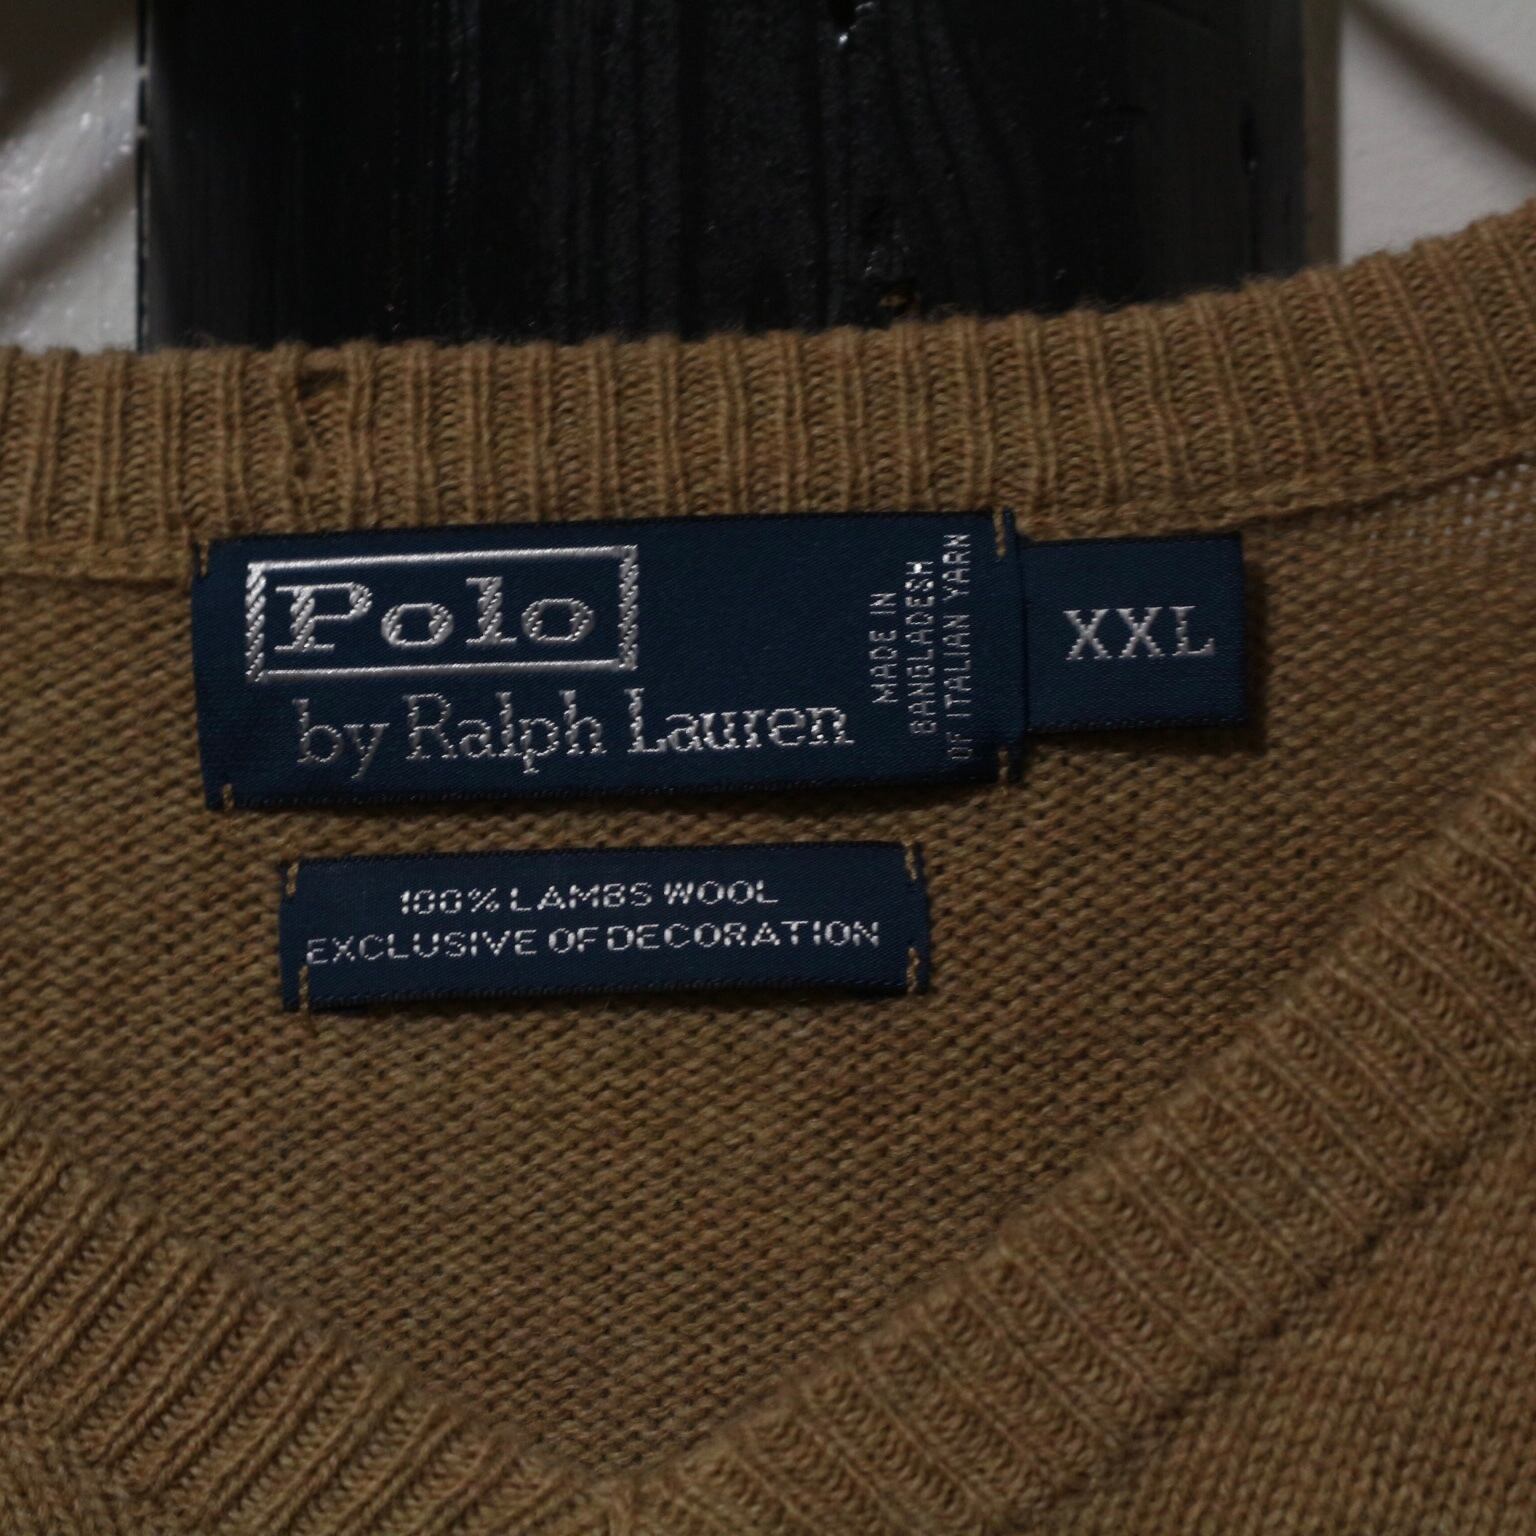 Polo
by Ralph Lauren
MADE IN
BANGLADESH
OF ITALIAN YARN
XXL
100% LAMBS WOOL
EXCLUSIVE OF DECORATION